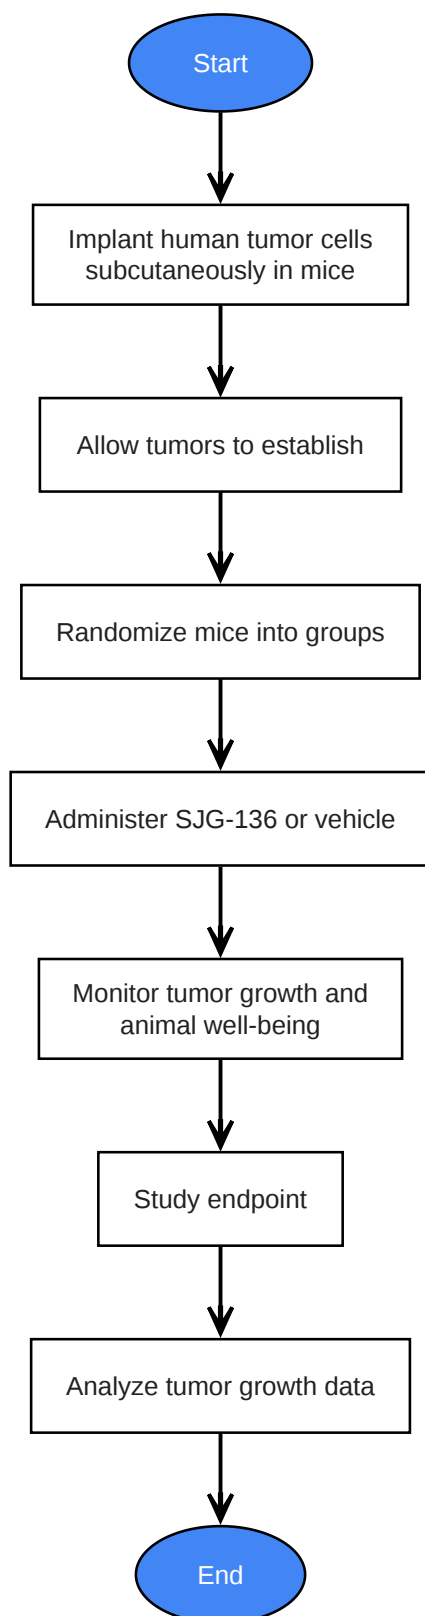 Start
Implant human tumor cells
subcutaneously in mice
Allow tumors to establish
Randomize mice into groups
Administer SJG-136 or vehicle
Monitor tumor growth and
animal well-being
Study endpoint
Analyze tumor growth data
End